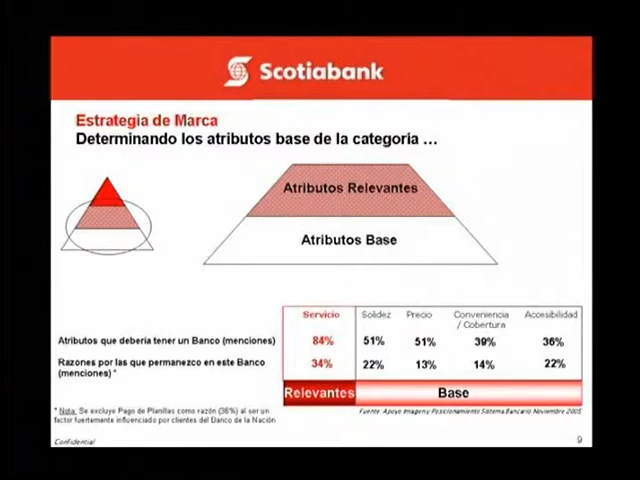 Scotiabank
Estrategia de Marca
Determinando los atributos base de la categoría ...
Atributos Relevantes
Atributos Base
Servicio Solidez Precio Conveniencia / Cobertura Accesibilidad
Atributos que debería tener un Banco (menciones) 84% 51% 51% 39% 36%
Razones por las que permanezco en este Banco (menciones) * 34% 22% 13% 14% 22%
Relevantes Base
* Nota: Se excluye Pago de Planillas como razón (36%) al ser un
factor fuertemente influenciado por clientes del Banco de la Nación
Fuente: Apoyo Imagen y Posicionamiento Sistema Bancario Noviembre 2005
Confidential
9